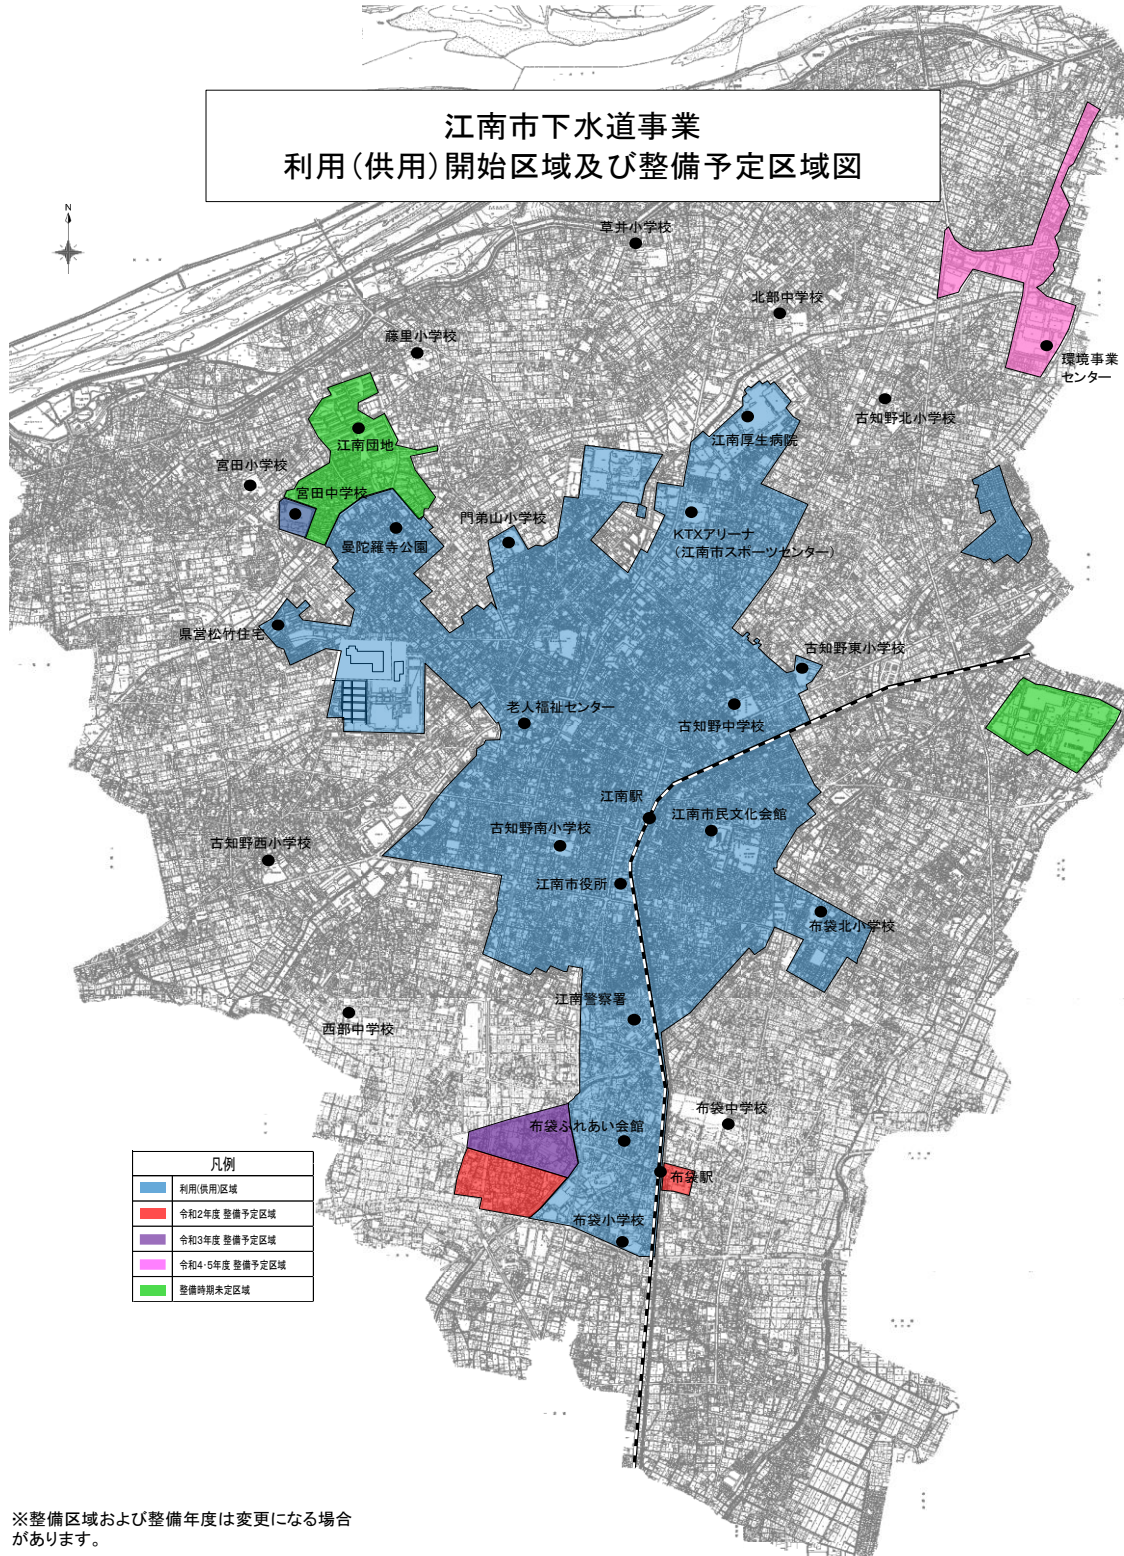 江南市下水道事業
利用(供用)開始区域及び整備予定区域図
N
草井小学校
北部中学校
藤里小学校
環境事業
センター
古知野北小学校
江南厚生病院
江南団地
宮田小学校
宮田中学校
門弟山小学校
曼陀羅寺公園
KTXアリーナ
(江南市スポーツセンター)
県営松竹住宅
古知野東小学校
老人福祉センター
古知野中学校
江南駅
江南市民文化会館
古知野南小学校
古知野西小学校
江南市役所
布袋北小学校
江南警察署
西部中学校
布袋中学校
布袋ふれあい会館
布袋駅
布袋小学校
凡例
利用(供用)区域
令和2年度 整備予定区域
令和3年度 整備予定区域
令和4・5年度 整備予定区域
整備時期未定区域
※整備区域および整備年度は変更になる場合
があります。